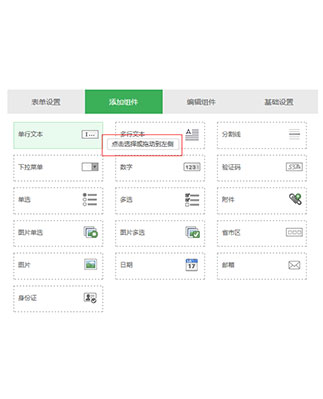 表单设置 添加组件 编辑组件 基础设置
单行文本 多行文本 分割线
点击选择或拖动到左侧
下拉菜单 数字 123 验证码
单选 多选 附件
图片单选 图片多选 省市区
图片 日期 17 邮箱
身份证